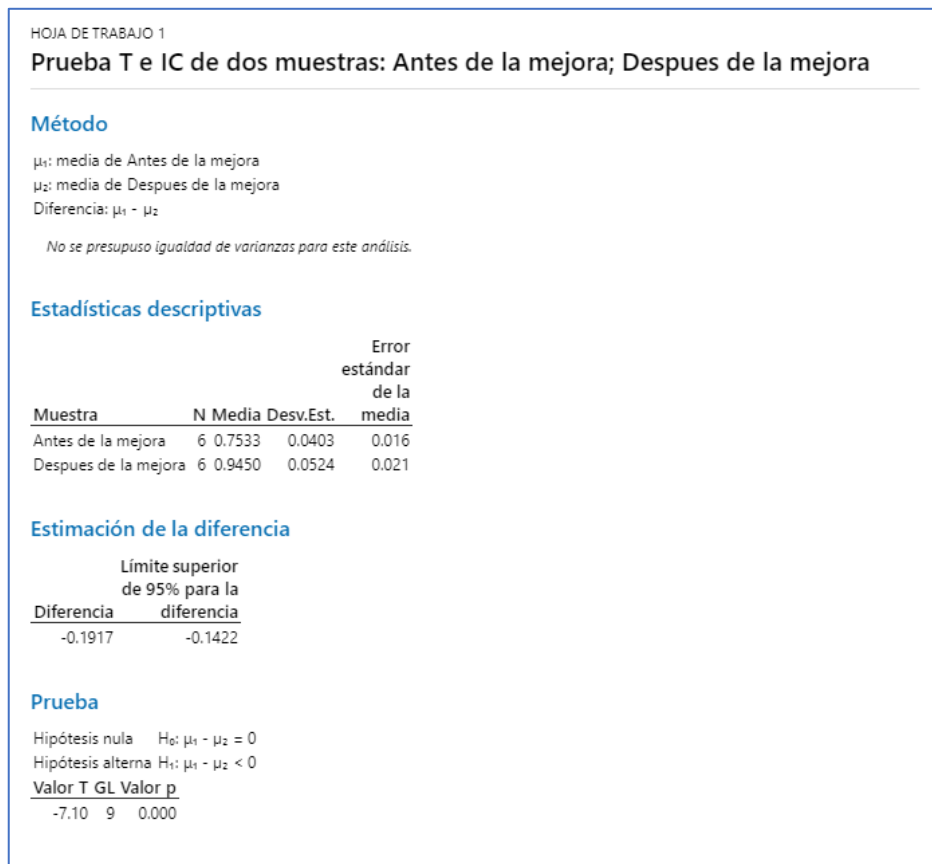 HOJA DE TRABAJO 1
Prueba T e IC de dos muestras: Antes de la mejora; Despues de la mejora
Método
μ₁: media de Antes de la mejora
μ₂: media de Despues de la mejora
Diferencia: μ₁ - μ₂
No se presupuso igualdad de varianzas para este análisis.
Estadísticas descriptivas
Error
estándar
de la
Muestra N Media Desv.Est. media
Antes de la mejora 6 0.7533 0.0403 0.016
Despues de la mejora 6 0.9450 0.0524 0.021
Estimación de la diferencia
Límite superior
de 95% para la
Diferencia diferencia
-0.1917 -0.1422
Prueba
Hipótesis nula H₀: μ₁ - μ₂ = 0
Hipótesis alterna H₁: μ₁ - μ₂ < 0
Valor T GL Valor p
-7.10 9 0.000